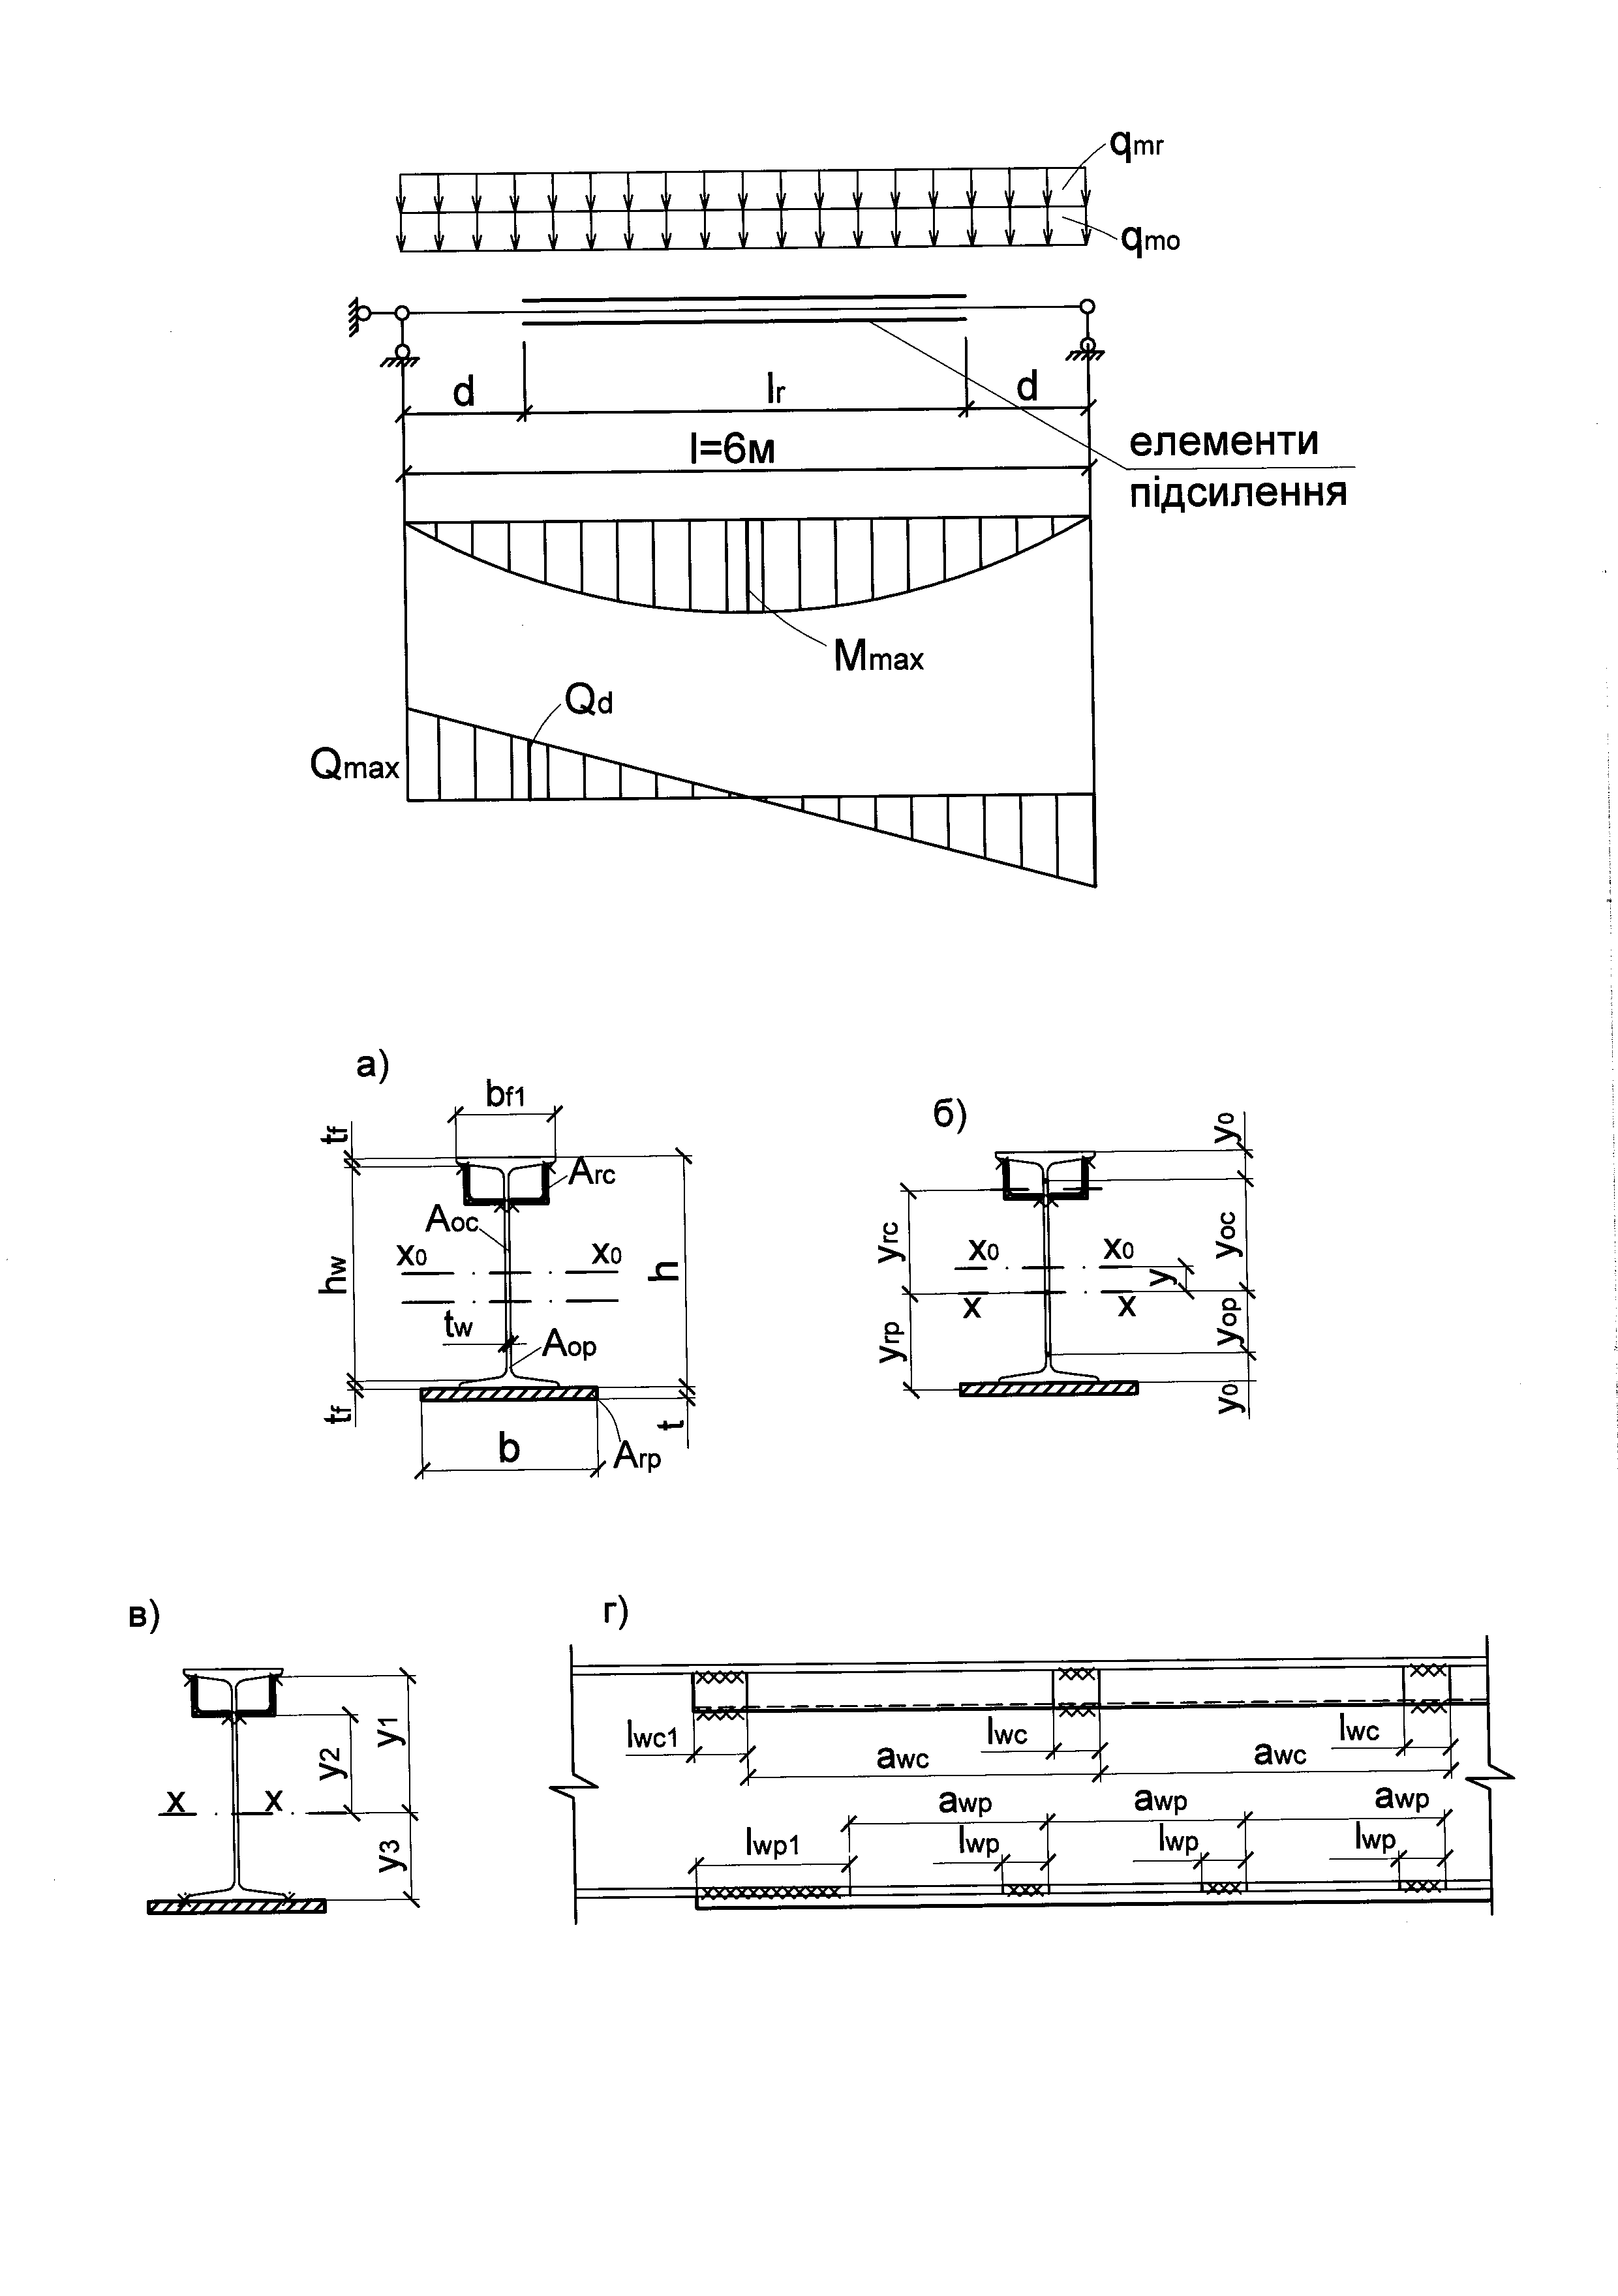 qmr
qmo
d
lr
d
l=6м
елементи
підсилення
Mmax
Qd
Qmax
а)
bf1
tf
Arc
Aoc
x0
x0
hw
h
tw
Aop
tf
t
b
Arp
б)
y0
yrc
yoc
x0
x0
y
x
x
yrp
yop
y0
в)
y1
y2
x
x
y3
г)
lwc1
lwc
lwc
awc
awc
awp
awp
awp
lwp1
lwp
lwp
lwp